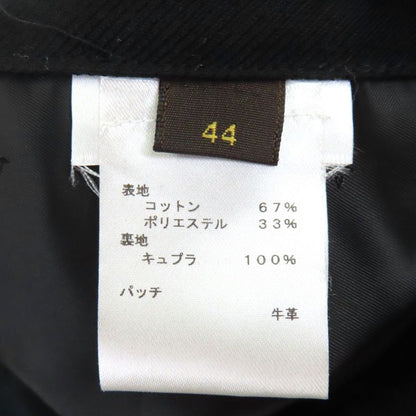 44
表地
コットン 67%
ポリエステル 33%
裏地
キュプラ 100%
パッチ
牛革